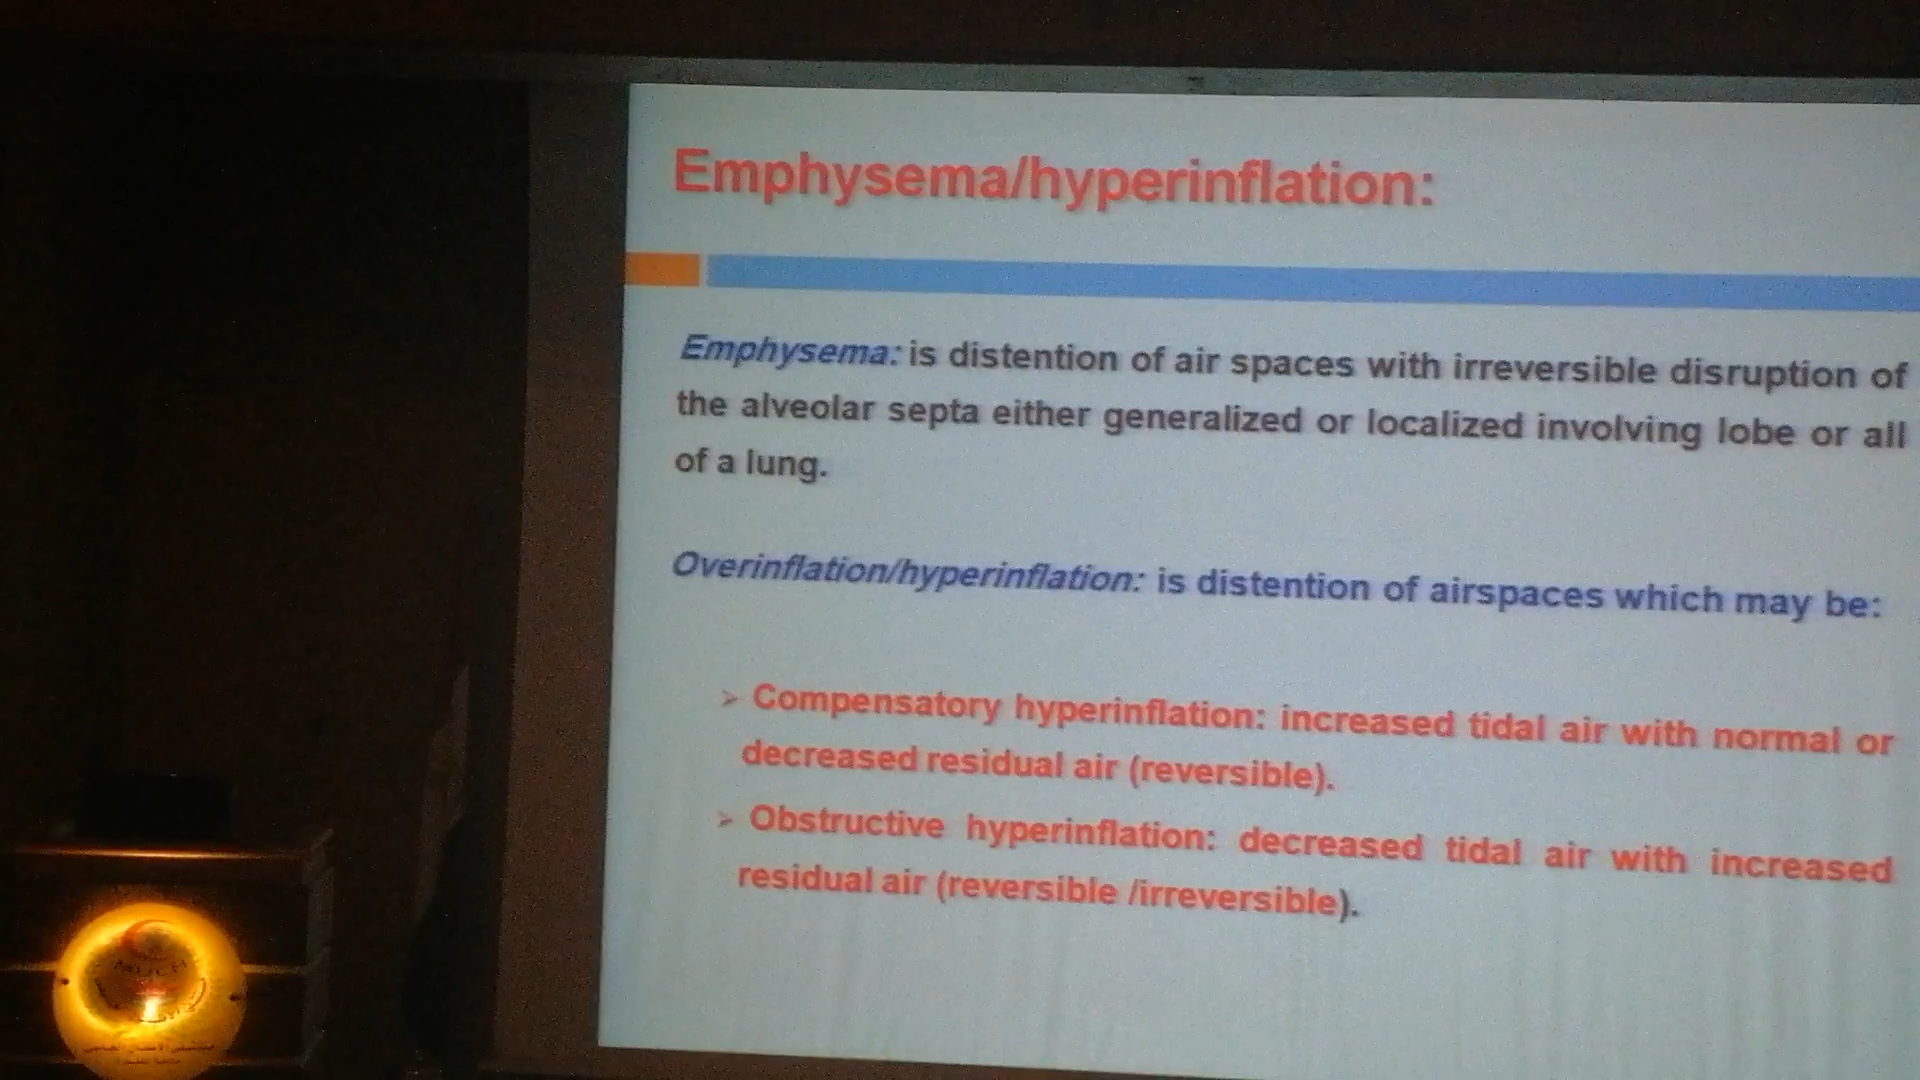 Emphysema/hyperinflation:
Emphysema: is distention of air spaces with irreversible disruption of
the alveolar septa either generalized or localized involving lobe or all
of a lung.
Overinflation/hyperinflation: is distention of airspaces which may be:
➢ Compensatory hyperinflation: increased tidal air with normal or
decreased residual air (reversible).
➢ Obstructive hyperinflation: decreased tidal air with increased
residual air (reversible /irreversible).
MUCH